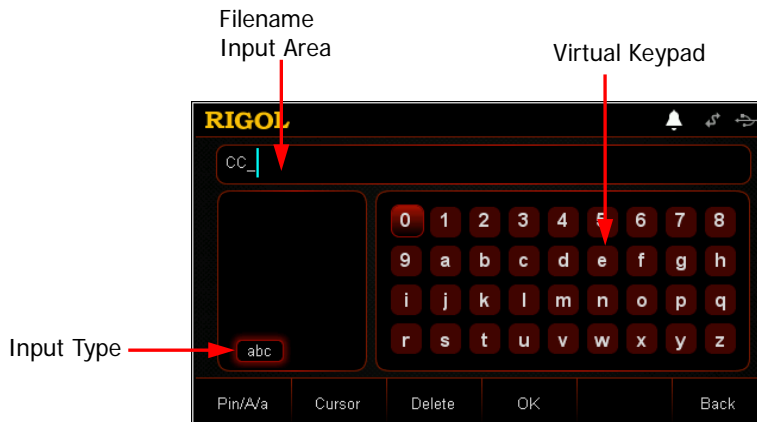 Filename
Input Area
Virtual Keypad
RIGOL
CC_
0 1 2 3 4 5 6 7 8
9 a b c d e f g h
i j k l m n o p q
Input Type
abc
r s t u v w x y z
Pin/A/a Cursor Delete OK Back